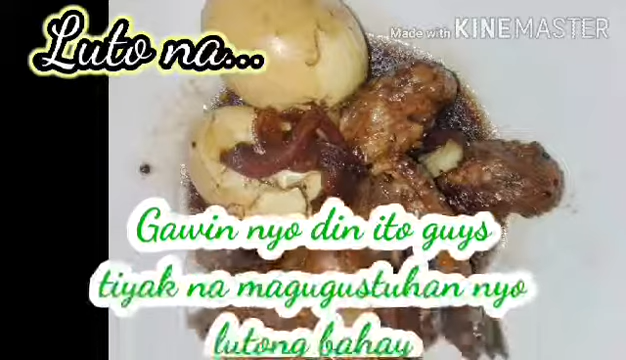 Luto na...
Made with KINEMASTER
Gawin nyo din ito guys
tiyak na magugustuhan nyo
lutong bahay